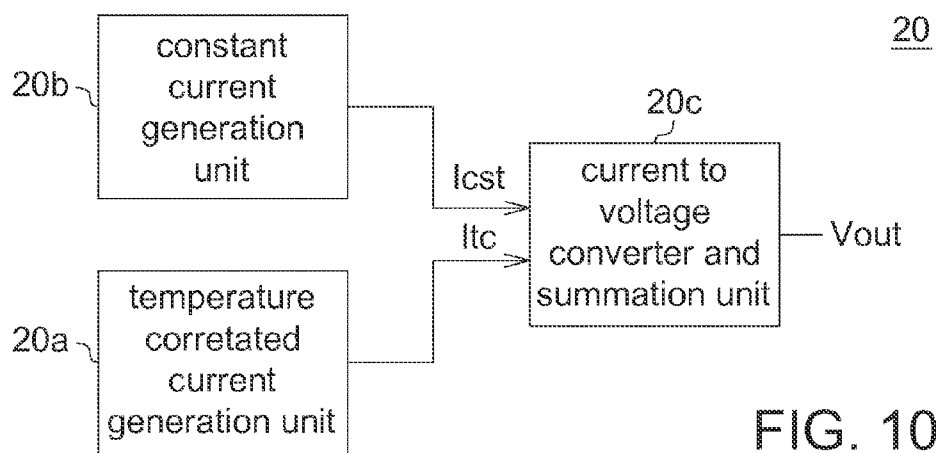 20
constant
current
generation
unit
20b
20c
Icst
Itc
current to
voltage
converter and
summation unit
Vout
temperature
corretated
current
generation unit
20a
FIG. 10